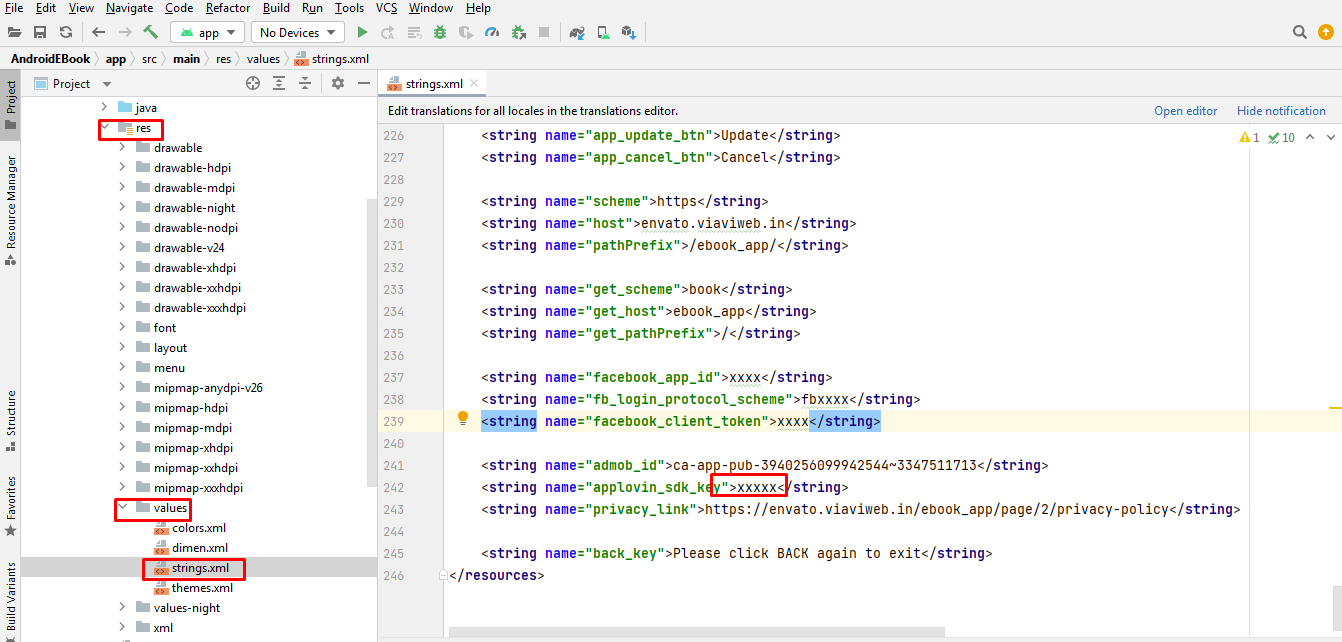 File Edit View Navigate Code Refactor Build Run Tools VCS Window Help
app No Devices
AndroidEBook app src main res values strings.xml
Project
Resource Manager
Structure
Favorites
Build Variants
Project
java
res
drawable
drawable-hdpi
drawable-mdpi
drawable-night
drawable-nodpi
drawable-v24
drawable-xhdpi
drawable-xxhdpi
drawable-xxxhdpi
font
layout
menu
mipmap-anydpi-v26
mipmap-hdpi
mipmap-mdpi
mipmap-xhdpi
mipmap-xxhdpi
mipmap-xxxhdpi
values
colors.xml
dimen.xml
strings.xml
themes.xml
values-night
xml
strings.xml
Edit translations for all locales in the translations editor. Open editor Hide notification
1 10
226 <string name="app_update_btn">Update</string>
227 <string name="app_cancel_btn">Cancel</string>
228
229 <string name="scheme">https</string>
230 <string name="host">envato.viaviweb.in</string>
231 <string name="pathPrefix">/ebook_app/</string>
232
233 <string name="get_scheme">book</string>
234 <string name="get_host">ebook_app</string>
235 <string name="get_pathPrefix">/</string>
236
237 <string name="facebook_app_id">xxxx</string>
238 <string name="fb_login_protocol_scheme">fbxxxx</string>
239 <string name="facebook_client_token">xxxx</string>
240
241 <string name="admob_id">ca-app-pub-3940256099942544~3347511713</string>
242 <string name="applovin_sdk_key">xxxxx</string>
243 <string name="privacy_link">https://envato.viaviweb.in/ebook_app/page/2/privacy-policy</string>
244
245 <string name="back_key">Please click BACK again to exit</string>
246 </resources>